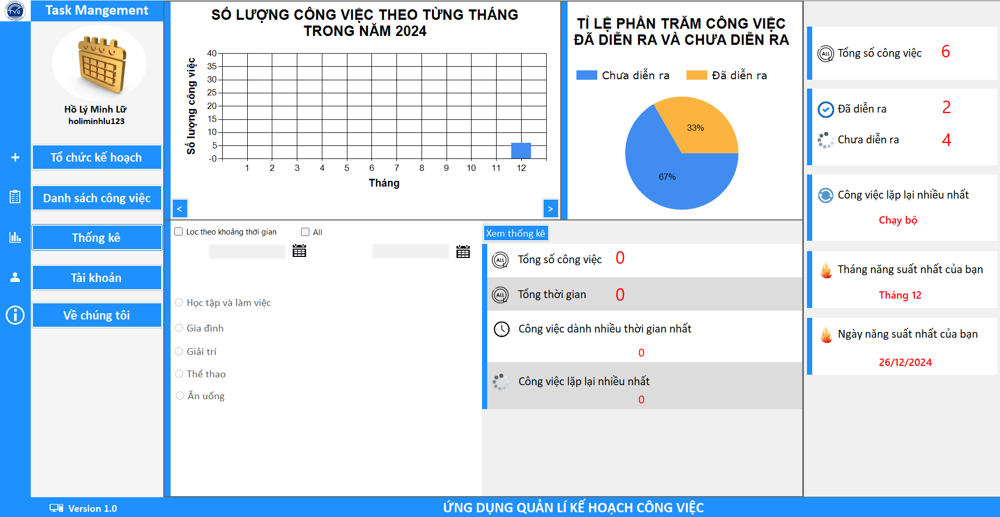 Task Mangement
Hồ Lý Minh Lữ
holiminhlu123
Tổ chức kế hoạch
Danh sách công việc
Thống kê
Tài khoản
Về chúng tôi
Version 1.0
SỐ LƯỢNG CÔNG VIỆC THEO TỪNG THÁNG
TRONG NĂM 2024
Số lượng công việc
40
35
30
25
20
15
10
5
-0
1 2 3 4 5 6 7 8 9 10 11 12
Tháng
<
>
TỈ LỆ PHẦN TRĂM CÔNG VIỆC
ĐÃ DIỄN RA VÀ CHƯA DIỄN RA
Chưa diễn ra
Đã diễn ra
33%
67%
Lọc theo khoảng thời gian
All
Học tập và làm việc
Gia đình
Giải trí
Thể thao
Ăn uống
Xem thống kê
ALL Tổng số công việc 0
ALL Tổng thời gian 0
Công việc dành nhiều thời gian nhất
0
Công việc lặp lại nhiều nhất
0
ALL Tổng số công việc 6
Đã diễn ra 2
Chưa diễn ra 4
Công việc lặp lại nhiều nhất
Chạy bộ
Tháng năng suất nhất của bạn
Tháng 12
Ngày năng suất nhất của bạn
26/12/2024
ỨNG DỤNG QUẢN LÍ KẾ HOẠCH CÔNG VIỆC